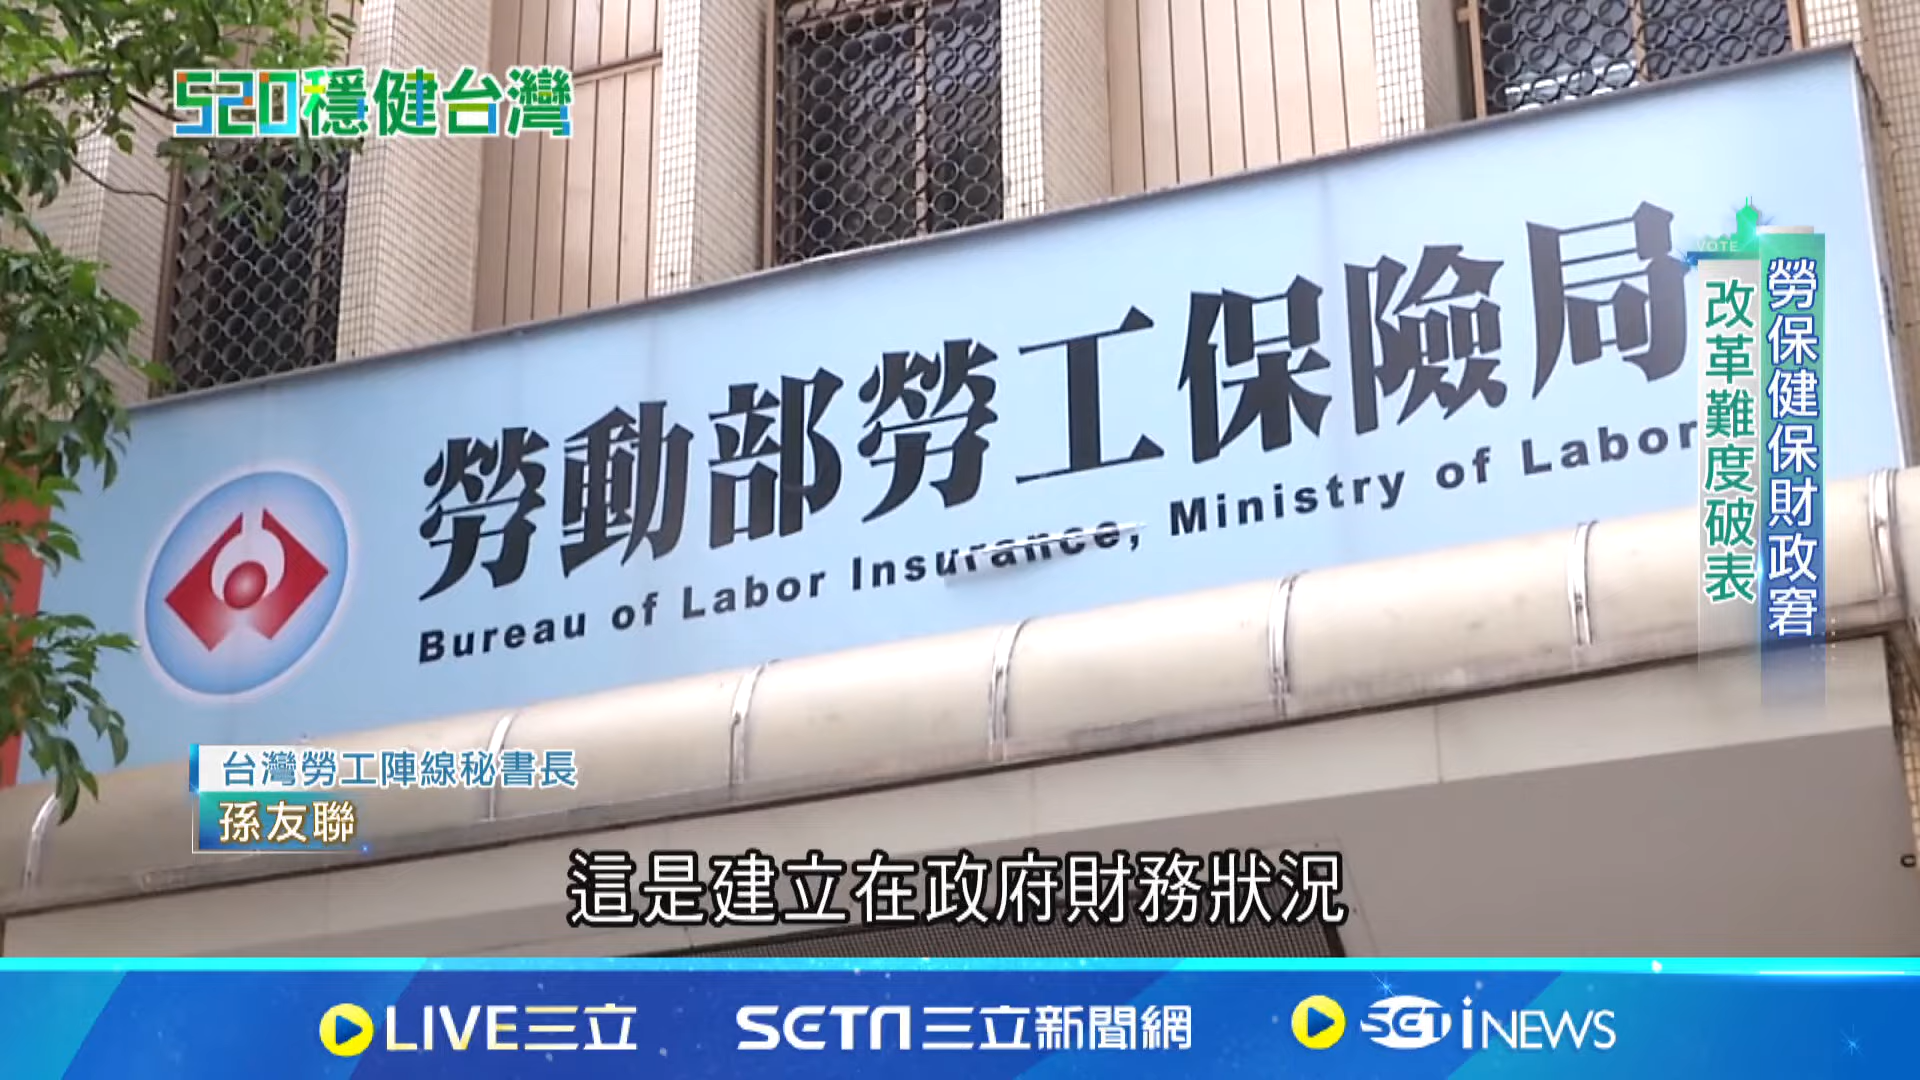 520穩健台灣
VOTE
勞保健保財政窘
改革難度破表
勞動部勞工保險局
Bureau of Labor Insurance, Ministry of Labor
台灣勞工陣線秘書長
孫友聯
這是建立在政府財務狀況
LIVE三立
SETN三立新聞網
SET iNEWS